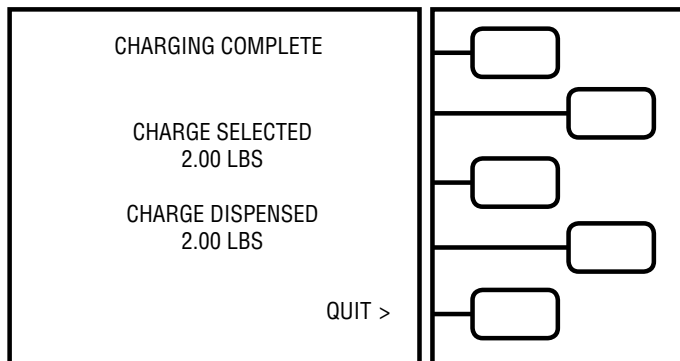 CHARGING COMPLETE
CHARGE SELECTED
2.00 LBS
CHARGE DISPENSED
2.00 LBS
QUIT >